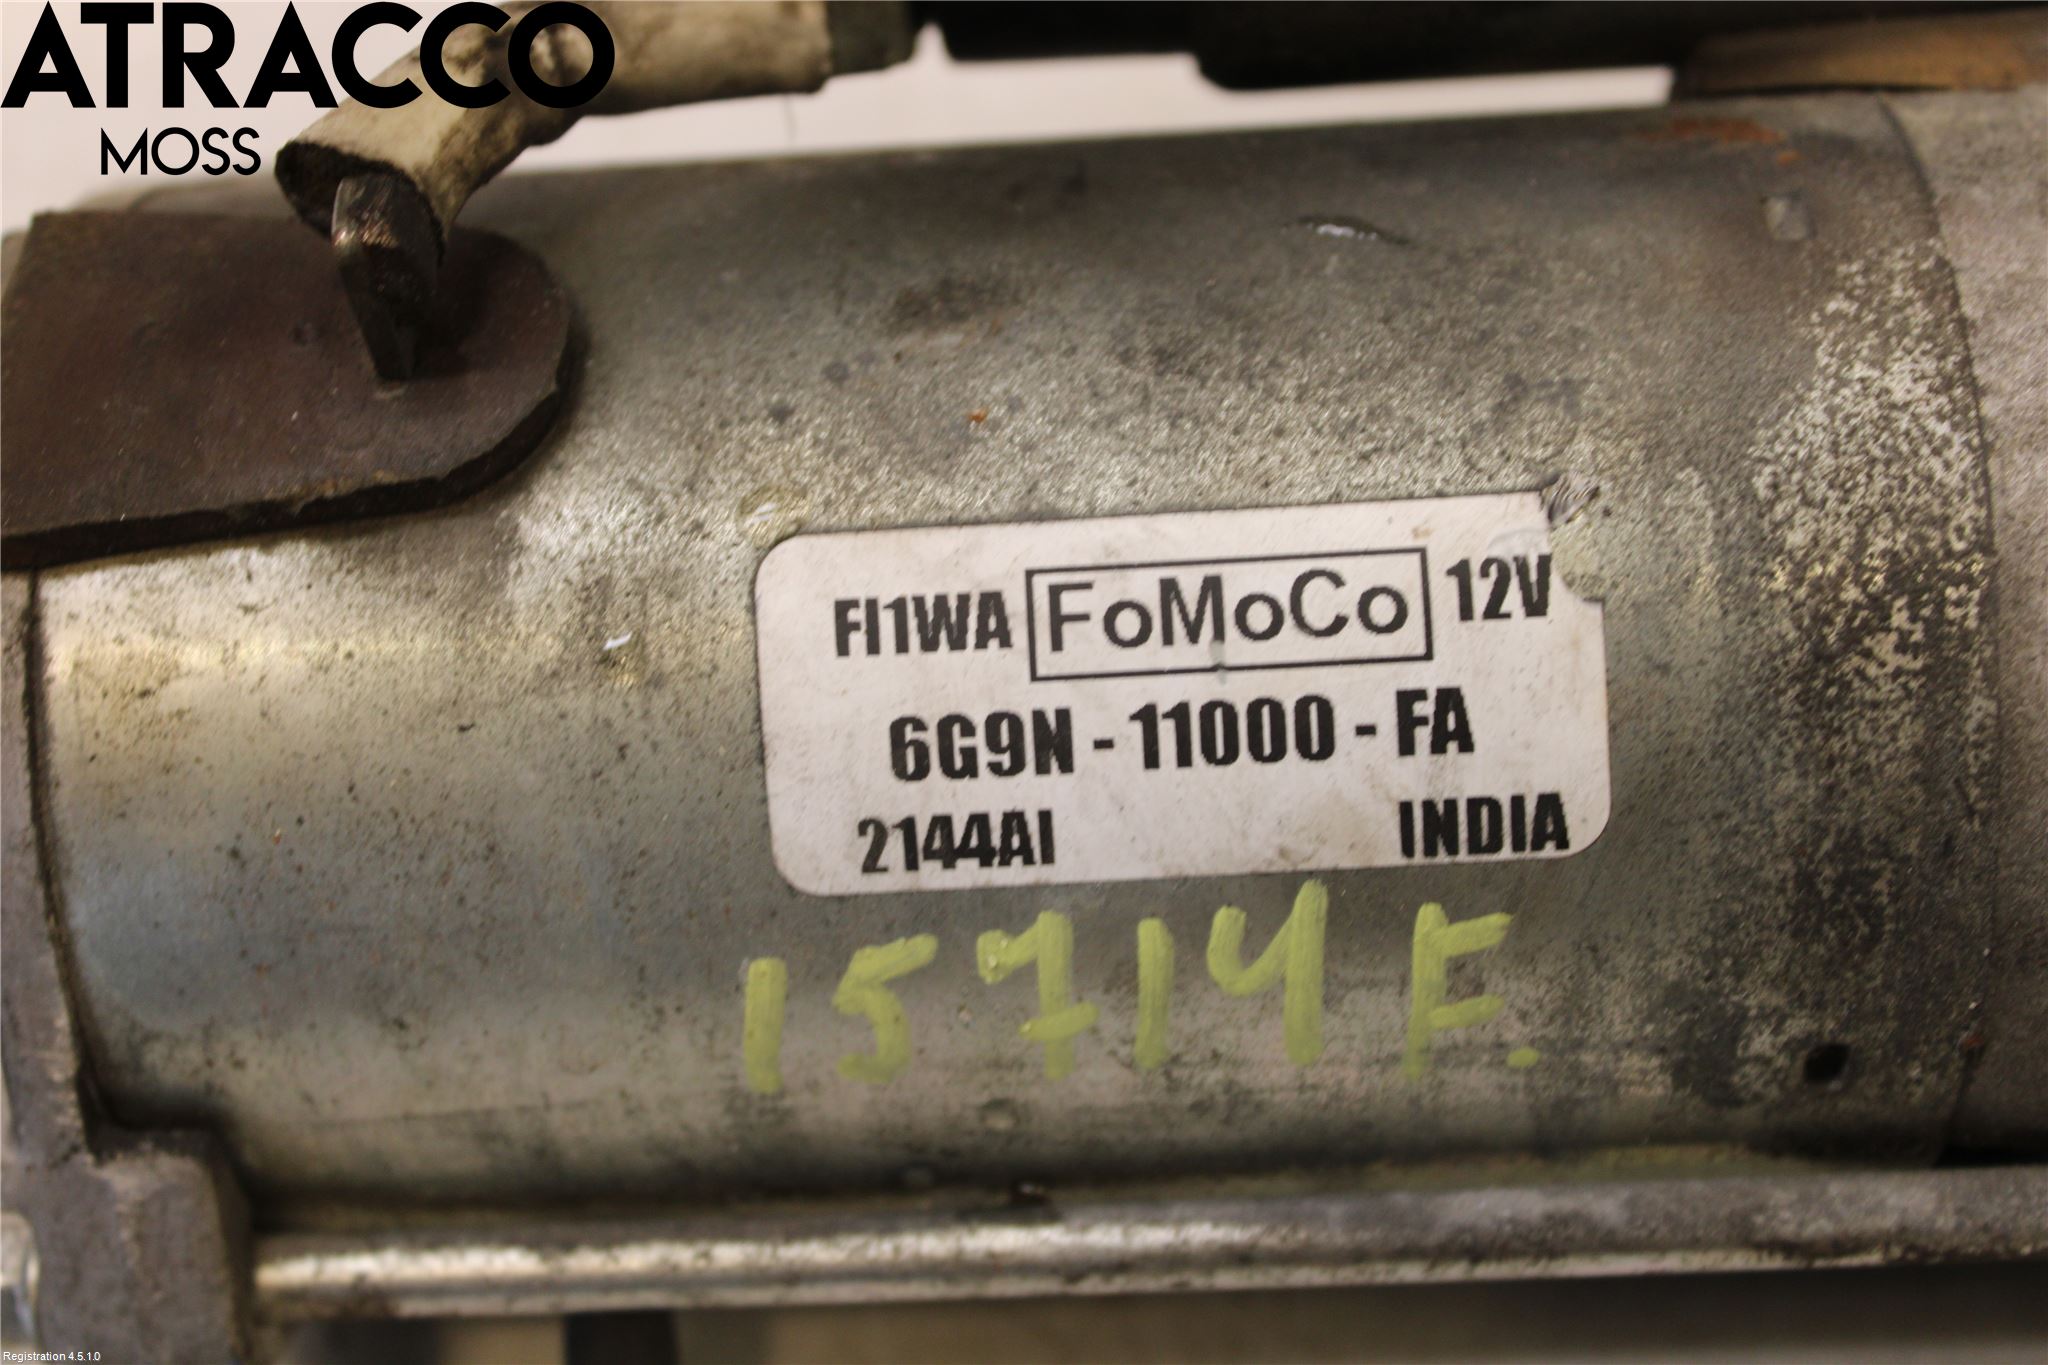 ATRACCO
MOSS
FI1WA FoMoCo 12V
6G9N - 11000 - FA
2144AI INDIA
15714 F.
Registration 4.5.1.0